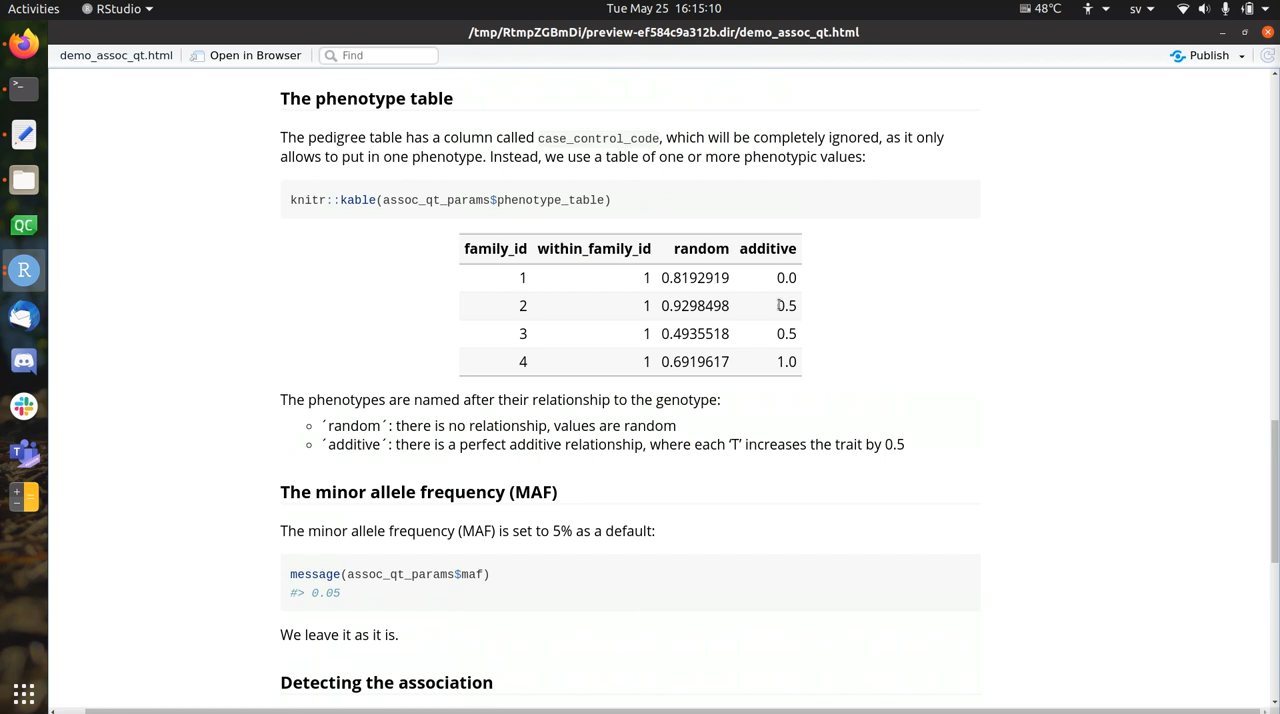 Activities RStudio Tue May 25 16:15:10 48°C sv
/tmp/RtmpZGBmDi/preview-ef584c9a312b.dir/demo_assoc_qt.html
demo_assoc_qt.html Open in Browser Find Publish
The phenotype table
The pedigree table has a column called case_control_code, which will be completely ignored, as it only
allows to put in one phenotype. Instead, we use a table of one or more phenotypic values:
knitr::kable(assoc_qt_params$phenotype_table)
family_id within_family_id random additive
1 1 0.8192919 0.0
2 1 0.9298498 0.5
3 1 0.4935518 0.5
4 1 0.6919617 1.0
The phenotypes are named after their relationship to the genotype:
´random´: there is no relationship, values are random
´additive´: there is a perfect additive relationship, where each ‘T’ increases the trait by 0.5
The minor allele frequency (MAF)
The minor allele frequency (MAF) is set to 5% as a default:
message(assoc_qt_params$maf)
#> 0.05
We leave it as it is.
Detecting the association
QC
R